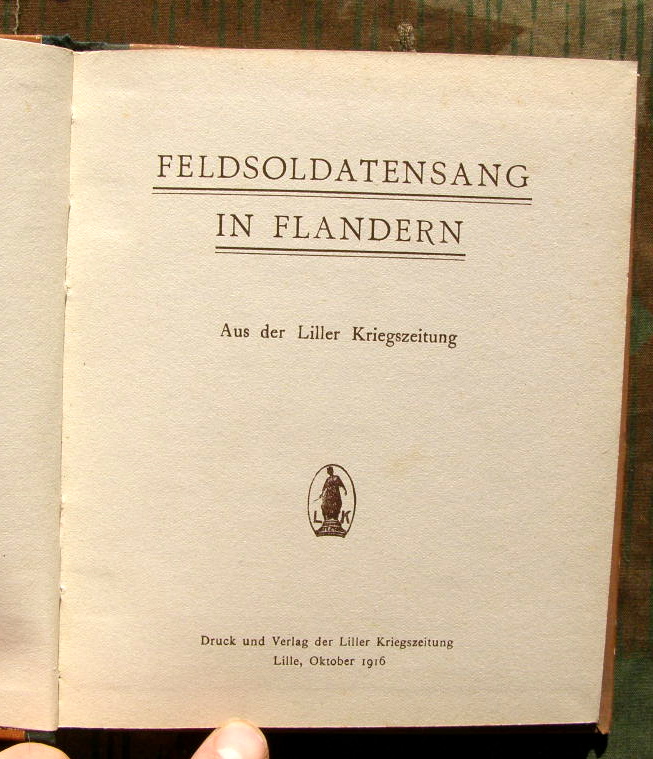 FELDSOLDATENSANG
IN FLANDERN
Aus der Liller Kriegszeitung
L K
Druck und Verlag der Liller Kriegszeitung
Lille, Oktober 1916